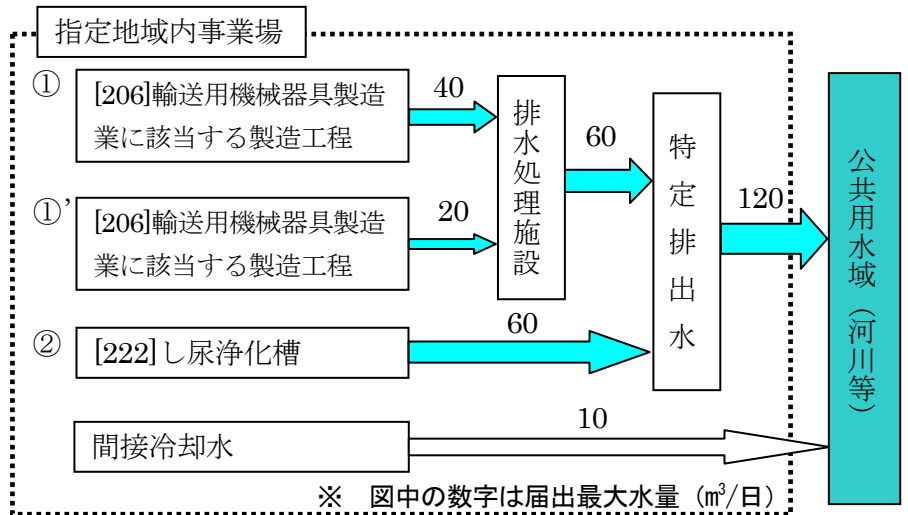 指定地域内事業場
①
[206]輸送用機械器具製造
業に該当する製造工程
40
①’
[206]輸送用機械器具製造
業に該当する製造工程
20
排水処理施設
60
②
[222]し尿浄化槽
60
特定排出水
120
間接冷却水
10
公共用水域（河川等）
※ 図中の数字は届出最大水量（m³/日）